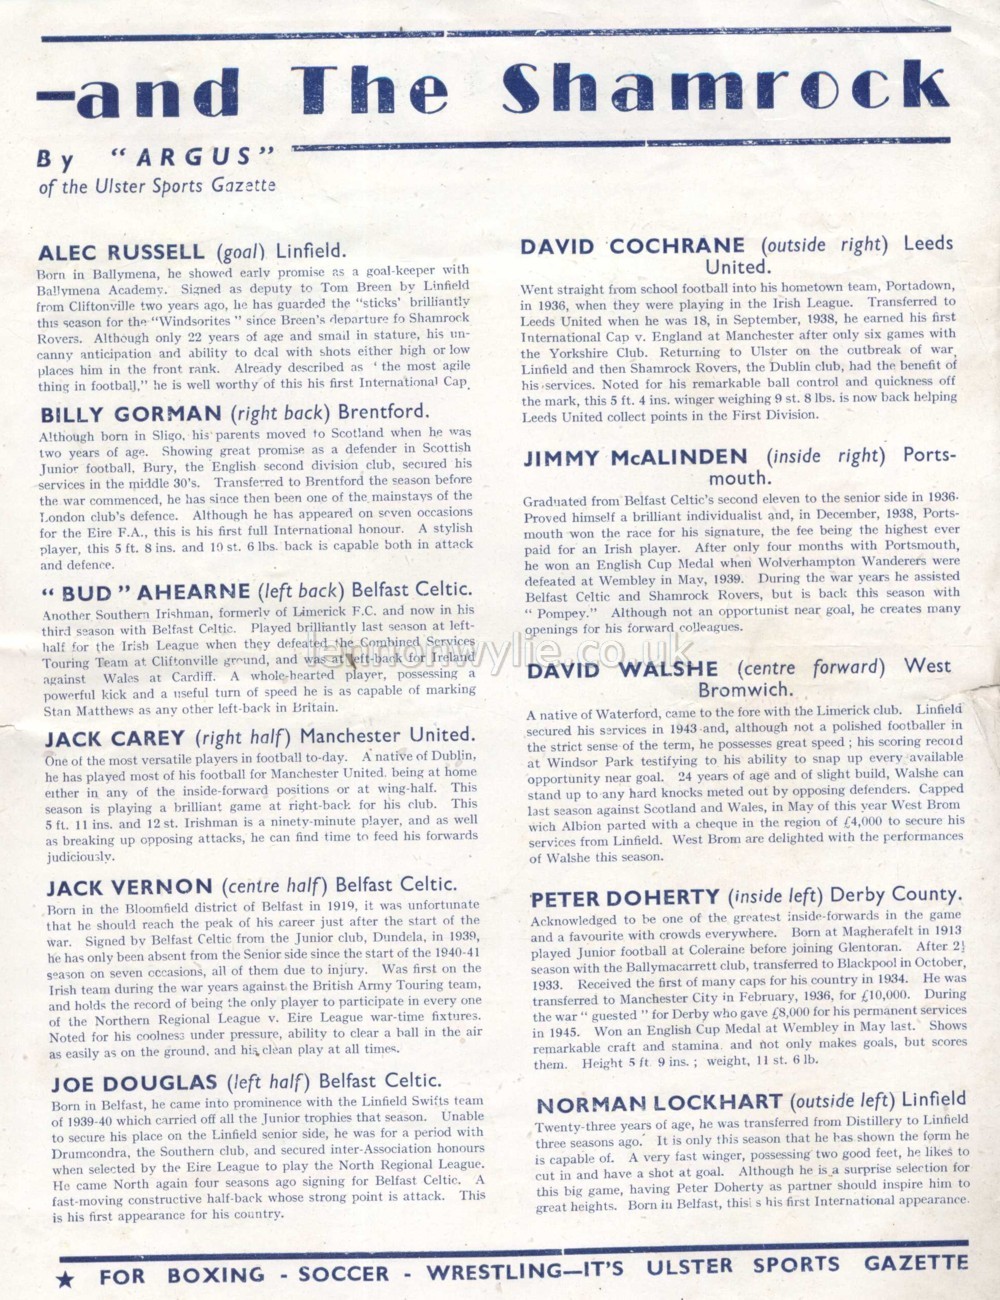 —and The Shamrock
By "ARGUS"
of the Ulster Sports Gazette
ALEC RUSSELL (goal) Linfield.
Born in Ballymena, he showed early promise as a goal-keeper with
Ballymena Academy. Signed as deputy to Tom Breen by Linfield
from Cliftonville two years ago, he has guarded the "sticks' brilliantly
this season for the "Windsorites" since Breen's departure fo Shamrock
Rovers. Although only 22 years of age and small in stature, his un-
canny anticipation and ability to deal with shots either high or low
places him in the front rank. Already described as ' the most agile
thing in football," he is well worthy of this his first International Cap.
BILLY GORMAN (right back) Brentford.
Although born in Sligo, his parents moved to Scotland when he was
two years of age. Showing great promise as a defender in Scottish
Junior football, Bury, the English second division club, secured his
services in the middle 30's. Transferred to Brentford the season before
the war commenced, he has since then been one of the mainstays of the
London club's defence. Although he has appeared on seven occasions
for the Eire F.A., this is his first full International honour. A stylish
player, this 5 ft. 8 ins. and 10 st. 6 lbs. back is capable both in attack
and defence.
"BUD" AHEARNE (left back) Belfast Celtic.
Another Southern Irishman, formerly of Limerick F.C. and now in his
third season with Belfast Celtic. Played brilliantly last season at left-
half for the Irish League when they defeated the Combined Services
Touring Team at Cliftonville ground, and was at left-back for Ireland
against Wales at Cardiff. A whole-hearted player, possessing a
powerful kick and a useful turn of speed he is as capable of marking
Stan Matthews as any other left-back in Britain.
JACK CAREY (right half) Manchester United.
One of the most versatile players in football to-day. A native of Dublin,
he has played most of his football for Manchester United, being at home
either in any of the inside-forward positions or at wing-half. This
season is playing a brilliant game at right-back for his club. This
5 ft. 11 ins. and 12 st. Irishman is a ninety-minute player, and as well
as breaking up opposing attacks, he can find time to feed his forwards
judiciously.
JACK VERNON (centre half) Belfast Celtic.
Born in the Bloomfield district of Belfast in 1919, it was unfortunate
that he should reach the peak of his career just after the start of the
war. Signed by Belfast Celtic from the Junior club, Dundela, in 1939,
he has only been absent from the Senior side since the start of the 1940-41
season on seven occasions, all of them due to injury. Was first on the
Irish team during the war years against the British Army Touring team,
and holds the record of being the only player to participate in every one
of the Northern Regional League v. Eire League war-time fixtures.
Noted for his coolness under pressure, ability to clear a ball in the air
as easily as on the ground, and his clean play at all times.
JOE DOUGLAS (left half) Belfast Celtic.
Born in Belfast, he came into prominence with the Linfield Swifts team
of 1939-40 which carried off all the Junior trophies that season. Unable
to secure his place on the Linfield senior side, he was for a period with
Drumcondra, the Southern club, and secured inter-Association honours
when selected by the Eire League to play the North Regional League.
He came North again four seasons ago signing for Belfast Celtic. A
fast-moving constructive half-back whose strong point is attack. This
is his first appearance for his country.
DAVID COCHRANE (outside right) Leeds
United.
Went straight from school football into his hometown team, Portadown,
in 1936, when they were playing in the Irish League. Transferred to
Leeds United when he was 18, in September, 1938, he earned his first
International Cap v. England at Manchester after only six games with
the Yorkshire Club. Returning to Ulster on the outbreak of war,
Linfield and then Shamrock Rovers, the Dublin club, had the benefit of
his services. Noted for his remarkable ball control and quickness off
the mark, this 5 ft. 4 ins. winger weighing 9 st. 8 lbs. is now back helping
Leeds United collect points in the First Division.
JIMMY McALINDEN (inside right) Ports-
mouth.
Graduated from Belfast Celtic's second eleven to the senior side in 1936.
Proved himself a brilliant individualist and, in December, 1938, Ports-
mouth won the race for his signature, the fee being the highest ever
paid for an Irish player. After only four months with Portsmouth,
he won an English Cup Medal when Wolverhampton Wanderers were
defeated at Wembley in May, 1939. During the war years he assisted
Belfast Celtic and Shamrock Rovers, but is back this season with
"Pompey." Although not an opportunist near goal, he creates many
openings for his forward colleagues.
DAVID WALSHE (centre forward) West
Bromwich.
A native of Waterford, came to the fore with the Limerick club. Linfield
secured his services in 1943 and, although not a polished footballer in
the strict sense of the term, he possesses great speed ; his scoring record
at Windsor Park testifying to his ability to snap up every available
opportunity near goal. 24 years of age and of slight build, Walshe can
stand up to any hard knocks meted out by opposing defenders. Capped
last season against Scotland and Wales, in May of this year West Brom
wich Albion parted with a cheque in the region of £4,000 to secure his
services from Linfield. West Brom are delighted with the performances
of Walshe this season.
PETER DOHERTY (inside left) Derby County.
Acknowledged to be one of the greatest inside-forwards in the game
and a favourite with crowds everywhere. Born at Magherafelt in 1913
played Junior football at Coleraine before joining Glentoran. After 2½
season with the Ballymacarrett club, transferred to Blackpool in October,
1933. Received the first of many caps for his country in 1934. He was
transferred to Manchester City in February, 1936, for £10,000. During
the war "guested" for Derby who gave £8,000 for his permanent services
in 1945. Won an English Cup Medal at Wembley in May last. Shows
remarkable craft and stamina, and not only makes goals, but scores
them. Height 5 ft. 9 ins. ; weight, 11 st. 6 lb.
NORMAN LOCKHART (outside left) Linfield
Twenty-three years of age, he was transferred from Distillery to Linfield
three seasons ago. It is only this season that he has shown the form he
is capable of. A very fast winger, possessing two good feet, he likes to
cut in and have a shot at goal. Although he is a surprise selection for
this big game, having Peter Doherty as partner should inspire him to
great heights. Born in Belfast, this is his first International appearance.
lennonwylie.co.uk
★ FOR BOXING - SOCCER - WRESTLING—IT'S ULSTER SPORTS GAZETTE